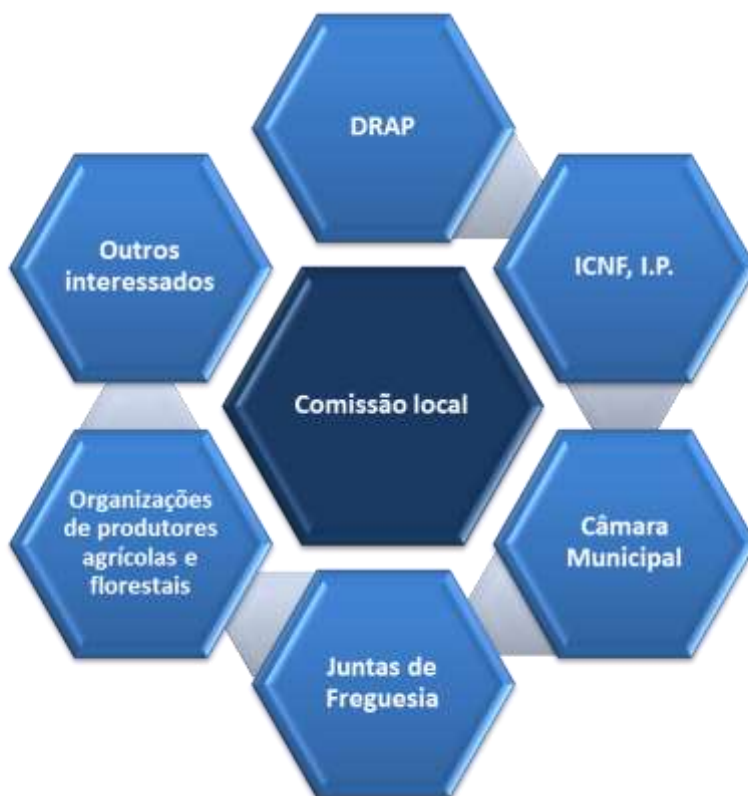 DRAP
Outros
interessados
ICNF, I.P.
Comissão local
Organizações
de produtores
agrícolas e
florestais
Câmara
Municipal
Juntas de
Freguesia